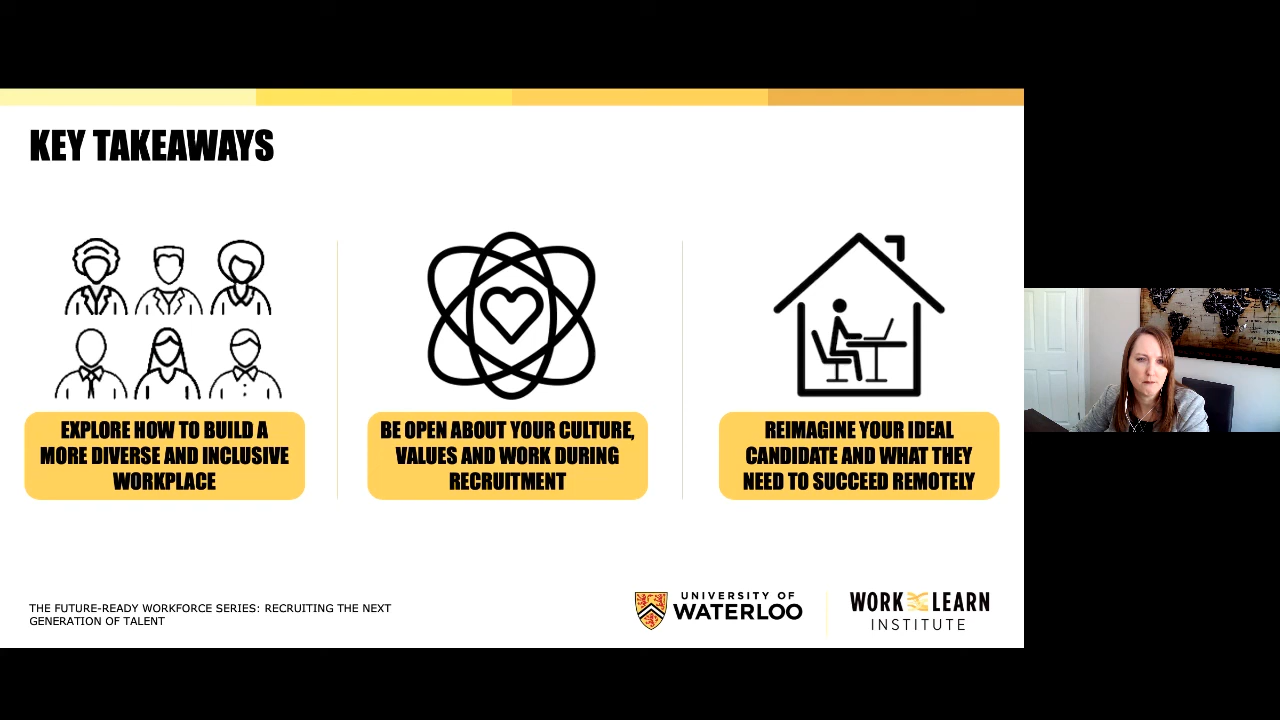 KEY TAKEAWAYS
EXPLORE HOW TO BUILD A
MORE DIVERSE AND INCLUSIVE
WORKPLACE
BE OPEN ABOUT YOUR CULTURE,
VALUES AND WORK DURING
RECRUITMENT
REIMAGINE YOUR IDEAL
CANDIDATE AND WHAT THEY
NEED TO SUCCEED REMOTELY
THE FUTURE-READY WORKFORCE SERIES: RECRUITING THE NEXT
GENERATION OF TALENT
UNIVERSITY OF
WATERLOO
WORK LEARN
INSTITUTE